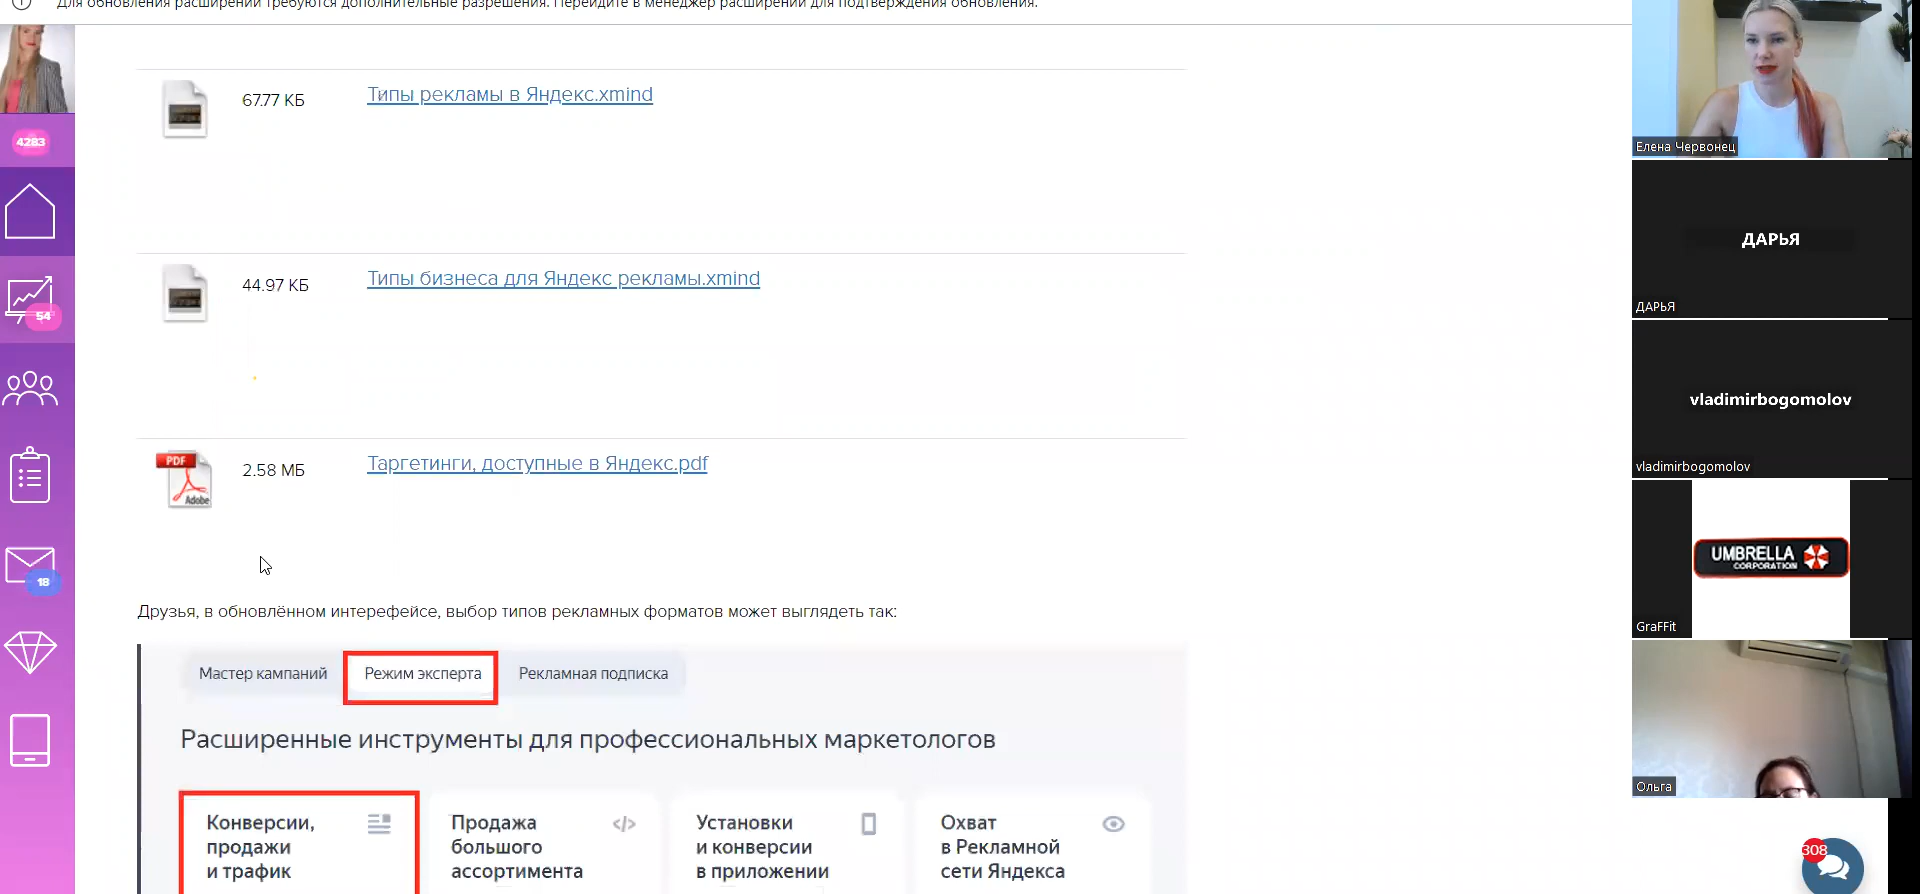 Для обновления расширений требуются дополнительные разрешения. Перейдите в менеджер расширений для подтверждения обновления.
4283
54
18
67.77 КБ
Типы рекламы в Яндекс.xmind
44.97 КБ
Типы бизнеса для Яндекс рекламы.xmind
PDF
Adobe
2.58 МБ
Таргетинги, доступные в Яндекс.pdf
Друзья, в обновлённом интерефейсе, выбор типов рекламных форматов может выглядеть так:
Мастер кампаний
Режим эксперта
Рекламная подписка
Расширенные инструменты для профессиональных маркетологов
Конверсии,
продажи
и трафик
Продажа
большого
ассортимента
Установки
и конверсии
в приложении
Охват
в Рекламной
сети Яндекса
Елена Червонец
ДАРЬЯ
ДАРЬЯ
vladimirbogomolov
vladimirbogomolov
UMBRELLA
CORPORATION
GraFFit
Ольга
308